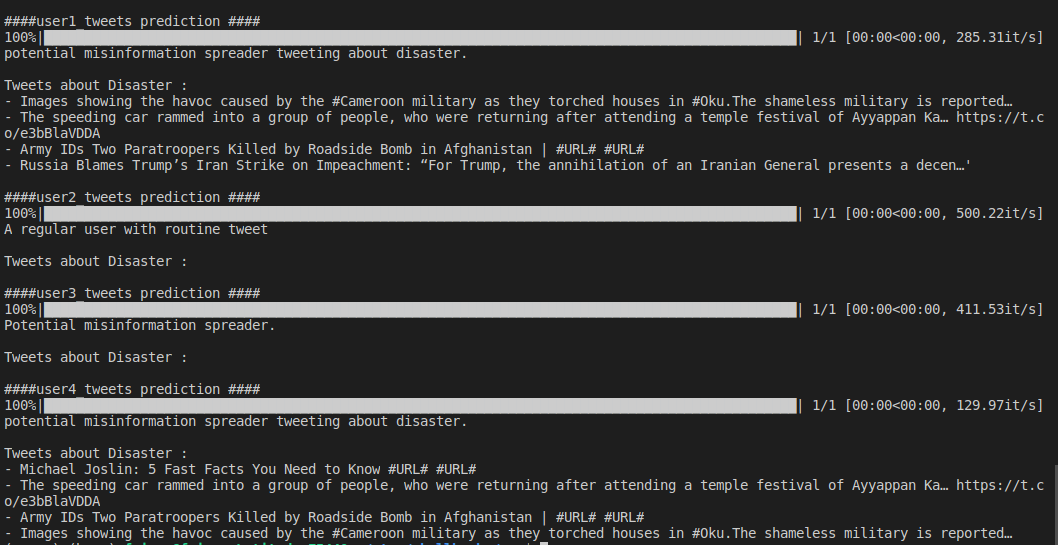 ####user1_tweets prediction ####
100%|██████████| 1/1 [00:00<00:00, 285.31it/s]
potential misinformation spreader tweeting about disaster.
Tweets about Disaster :
- Images showing the havoc caused by the #Cameroon military as they torched houses in #Oku.The shameless military is reported…
- The speeding car rammed into a group of people, who were returning after attending a temple festival of Ayyappan Ka… https://t.c
o/e3bBlaVDDA
- Army IDs Two Paratroopers Killed by Roadside Bomb in Afghanistan | #URL# #URL#
- Russia Blames Trump’s Iran Strike on Impeachment: “For Trump, the annihilation of an Iranian General presents a decen…'
####user2_tweets prediction ####
100%|██████████| 1/1 [00:00<00:00, 500.22it/s]
A regular user with routine tweet
Tweets about Disaster :
####user3_tweets prediction ####
100%|██████████| 1/1 [00:00<00:00, 411.53it/s]
Potential misinformation spreader.
Tweets about Disaster :
####user4_tweets prediction ####
100%|██████████| 1/1 [00:00<00:00, 129.97it/s]
potential misinformation spreader tweeting about disaster.
Tweets about Disaster :
- Michael Joslin: 5 Fast Facts You Need to Know #URL# #URL#
- The speeding car rammed into a group of people, who were returning after attending a temple festival of Ayyappan Ka… https://t.c
o/e3bBlaVDDA
- Army IDs Two Paratroopers Killed by Roadside Bomb in Afghanistan | #URL# #URL#
- Images showing the havoc caused by the #Cameroon military as they torched houses in #Oku.The shameless military is reported…